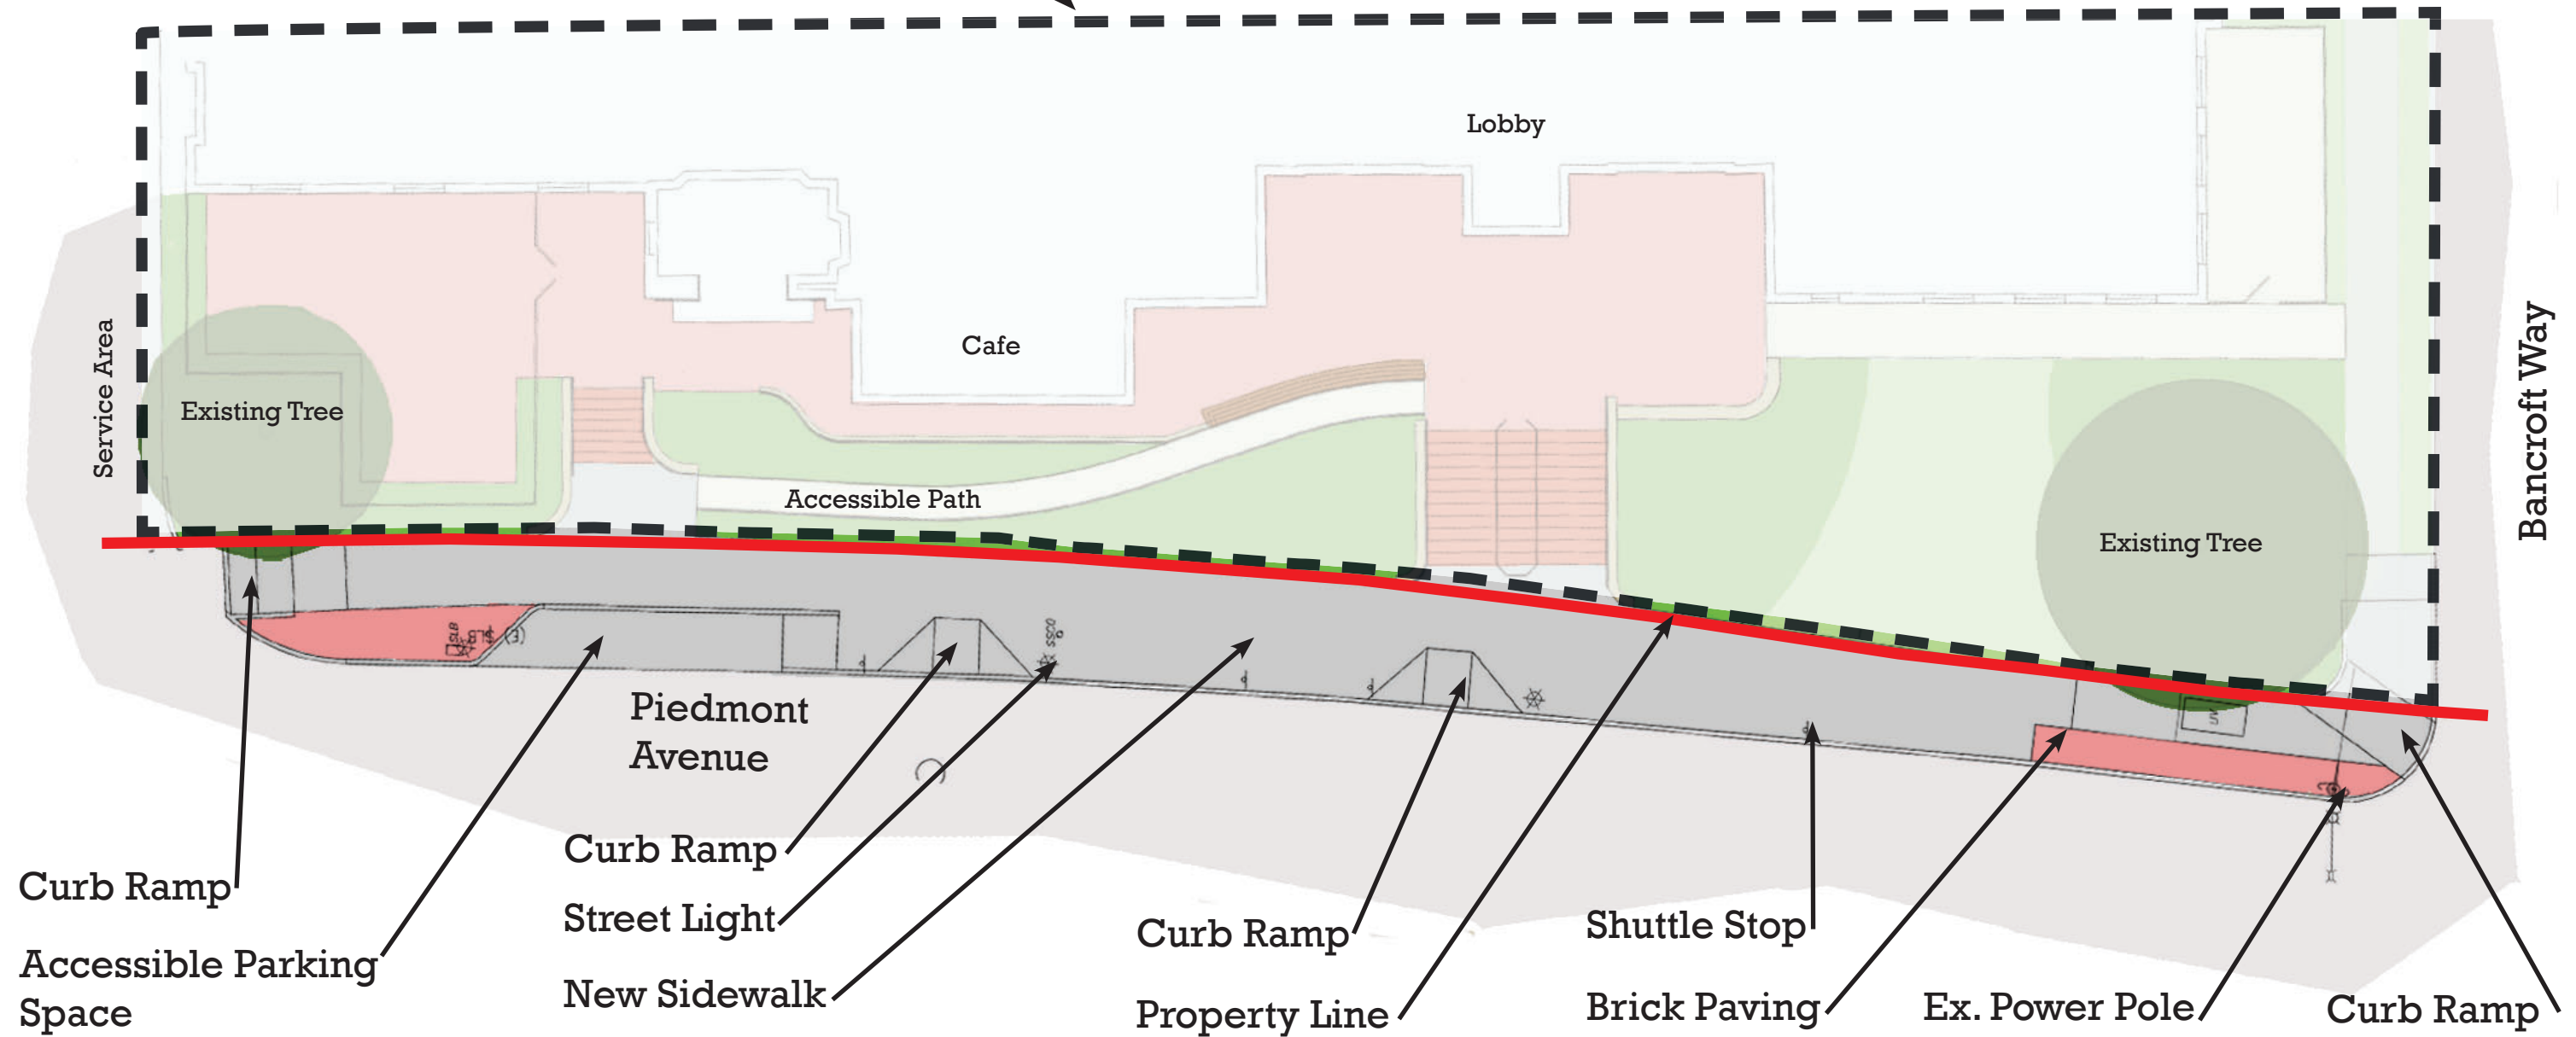 Lobby
Cafe
Service Area
Existing Tree
Bancroft Way
Accessible Path
Existing Tree
SSCO
Piedmont
Avenue
Curb Ramp
Curb Ramp
Street Light
Curb Ramp
Shuttle Stop
Accessible Parking
Space
New Sidewalk
Property Line
Brick Paving
Ex. Power Pole
Curb Ramp